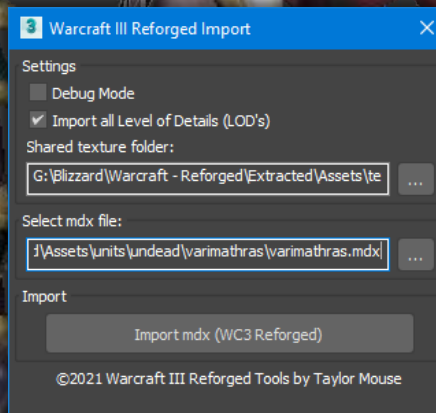 Warcraft III Reforged Import
Settings
Debug Mode
Import all Level of Details (LOD's)
Shared texture folder:
G:\Blizzard\Warcraft - Reforged\Extracted\Assets\te
...
Select mdx file:
\Assets\units\undead\varimathras\varimathras.mdx
...
Import
Import mdx (WC3 Reforged)
©2021 Warcraft III Reforged Tools by Taylor Mouse